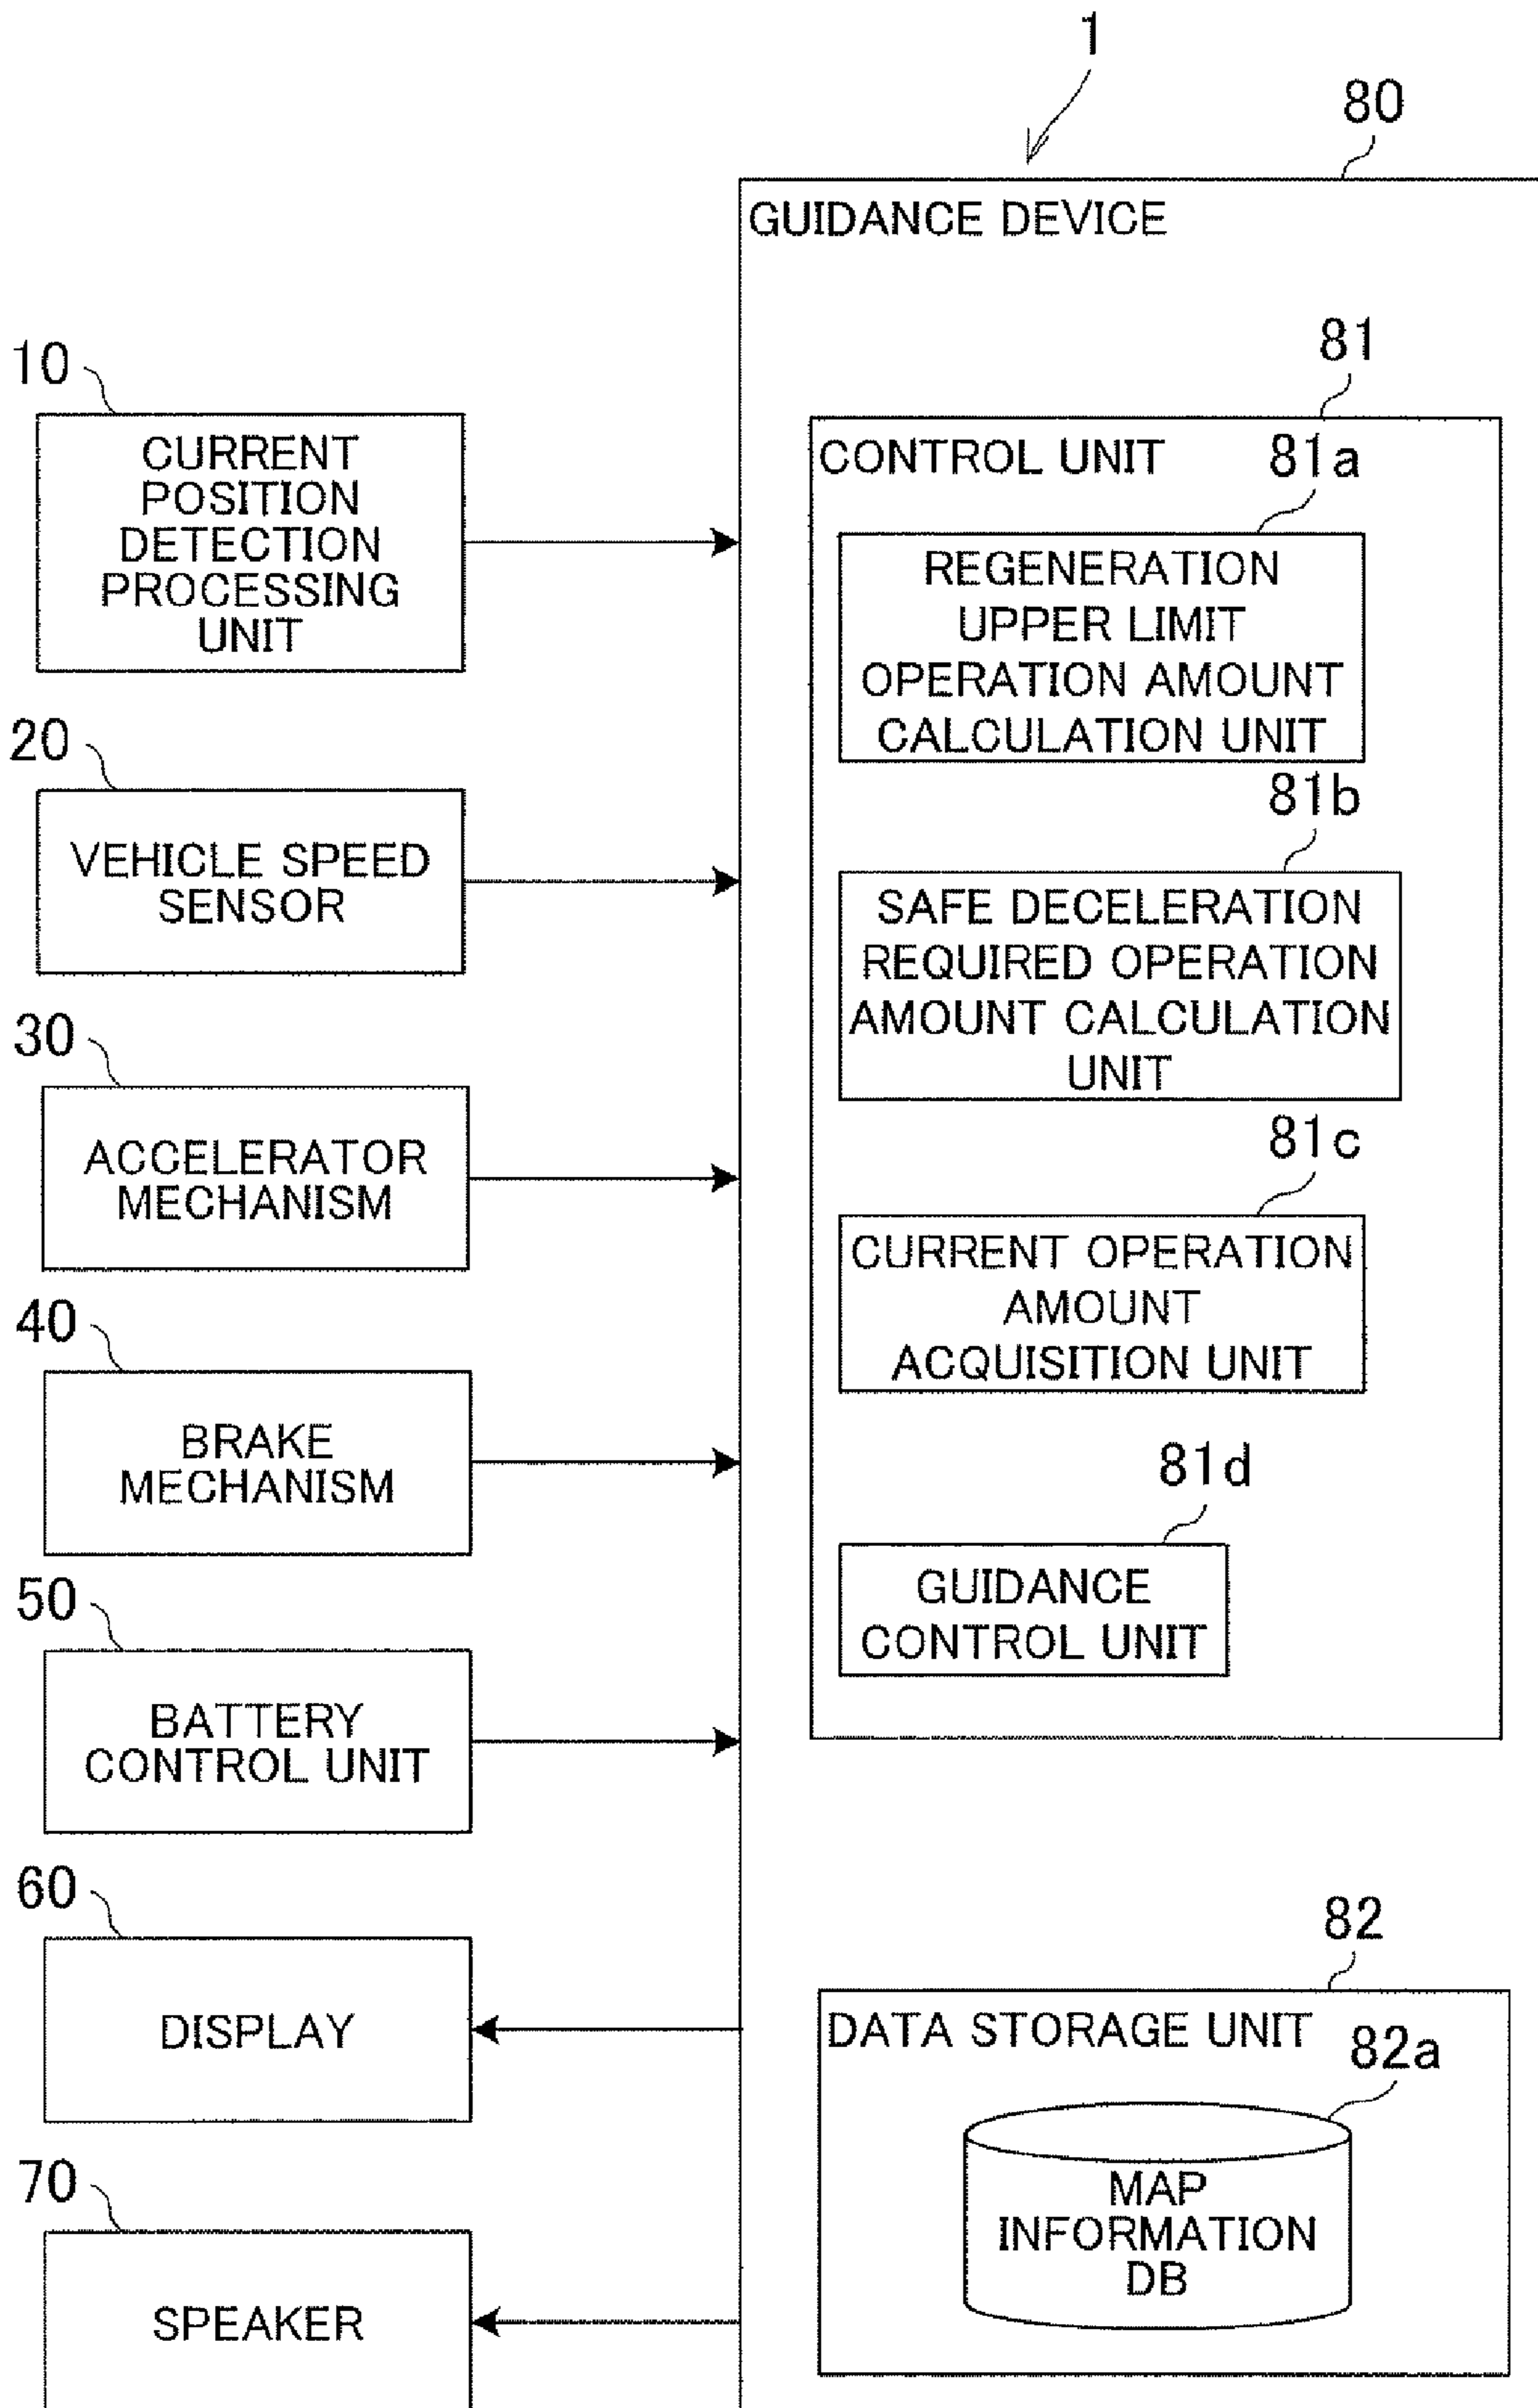 1
80
GUIDANCE DEVICE
10
CURRENT
POSITION
DETECTION
PROCESSING
UNIT
20
VEHICLE SPEED
SENSOR
30
ACCELERATOR
MECHANISM
40
BRAKE
MECHANISM
50
BATTERY
CONTROL UNIT
60
DISPLAY
70
SPEAKER
81
CONTROL UNIT
81a
REGENERATION
UPPER LIMIT
OPERATION AMOUNT
CALCULATION UNIT
81b
SAFE DECELERATION
REQUIRED OPERATION
AMOUNT CALCULATION
UNIT
81c
CURRENT OPERATION
AMOUNT
ACQUISITION UNIT
81d
GUIDANCE
CONTROL UNIT
82
DATA STORAGE UNIT
82a
MAP
INFORMATION
DB